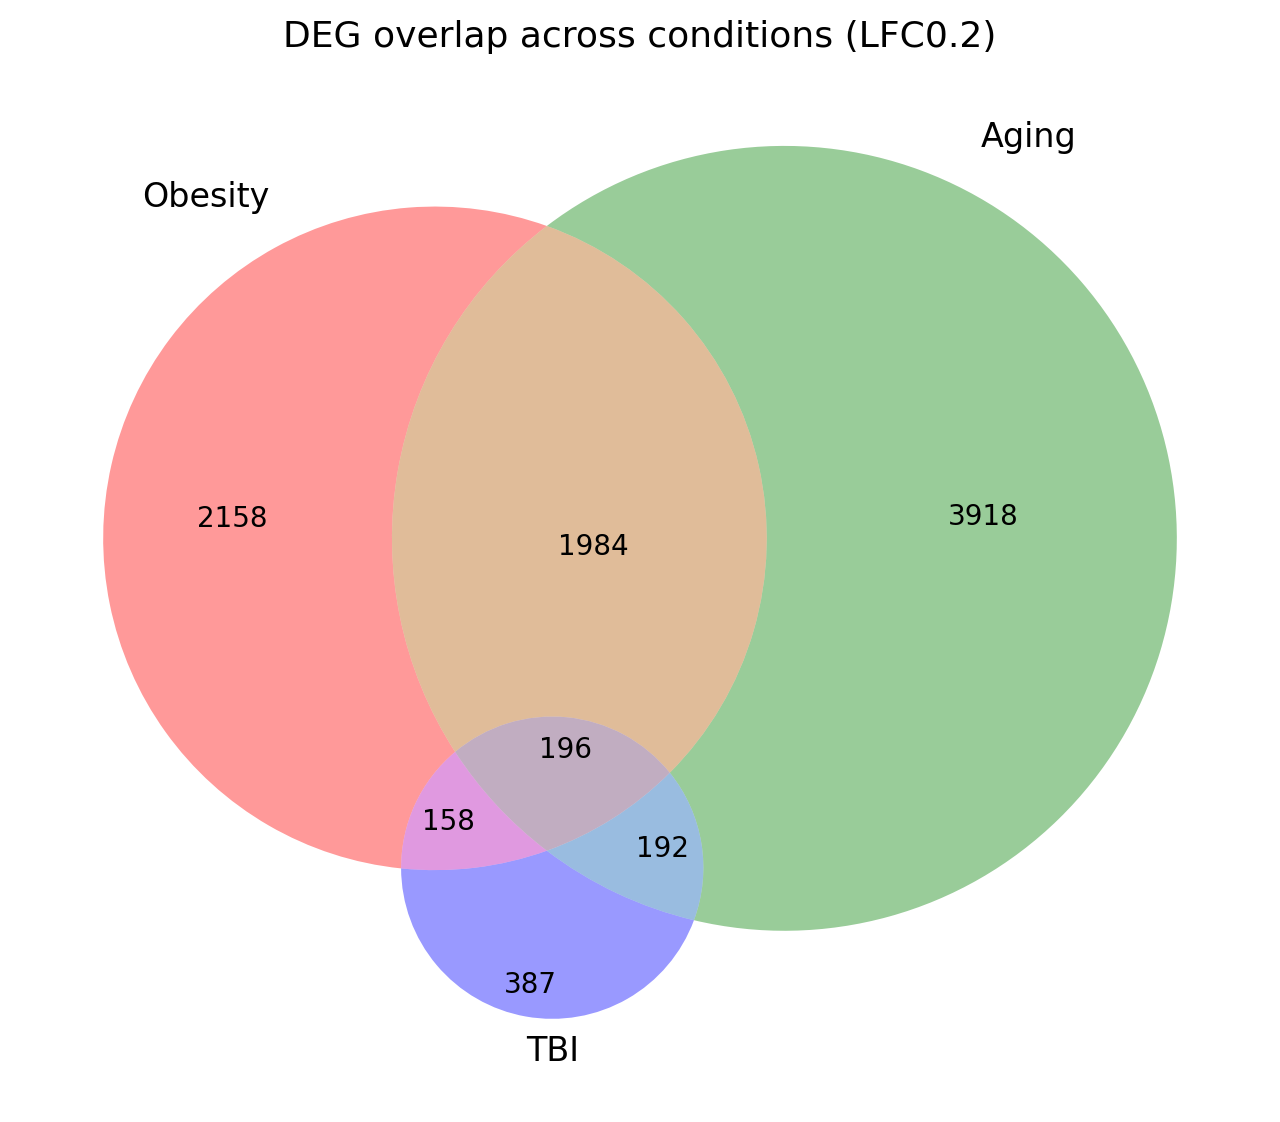 DEG overlap across conditions (LFC0.2)
Aging
Obesity
2158
3918
1984
196
158
192
387
TBI